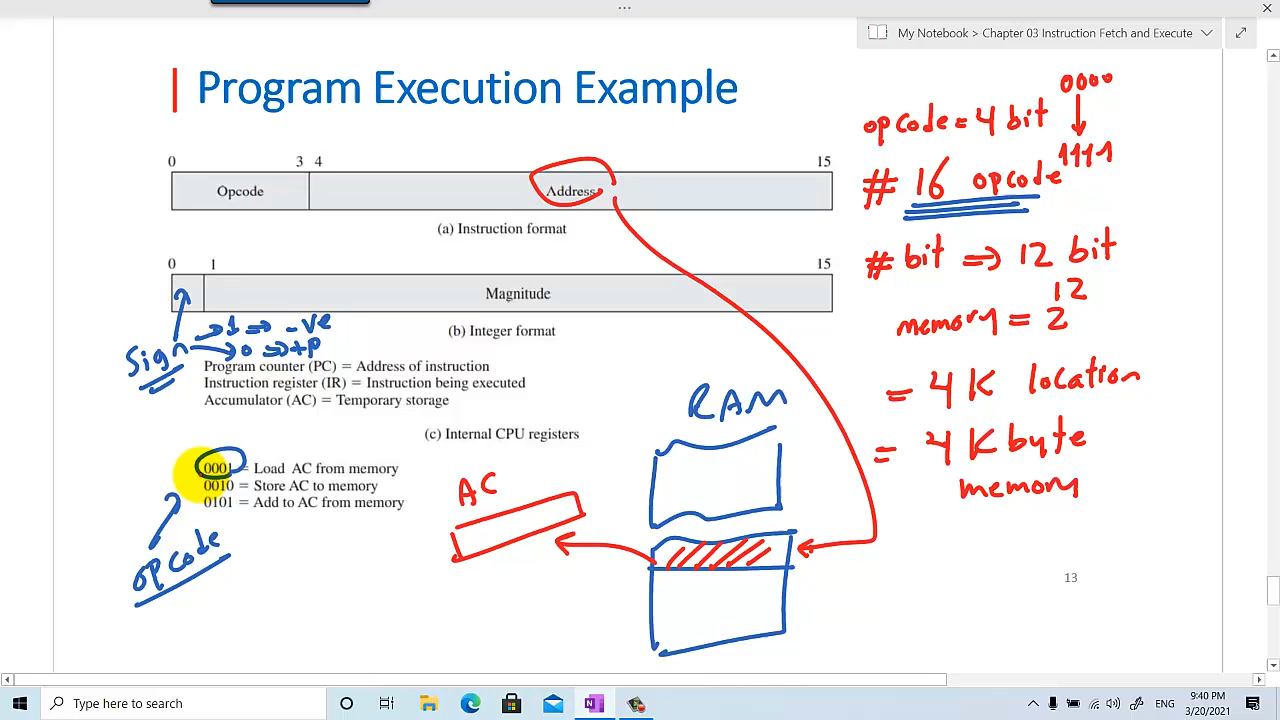 My Notebook > Chapter 03 Instruction Fetch and Execute
| Program Execution Example
0 3 4 15
Opcode Address
(a) Instruction format
0 1 15
Magnitude
(b) Integer format
Sign → 1 ⇒ -ve
→ 0 ⇒ +P
Program counter (PC) = Address of instruction
Instruction register (IR) = Instruction being executed
Accumulator (AC) = Temporary storage
(c) Internal CPU registers
0001 = Load AC from memory
0010 = Store AC to memory
0101 = Add to AC from memory
opcode
AC
RAM
opcode = 4 bit 0000
↓
1111
# 16 opcode
# bit ⇒ 12 bit
memory = 2^12
= 4K location
= 4K byte
memory
13
Type here to search
ENG
9:40 PM
3/20/2021